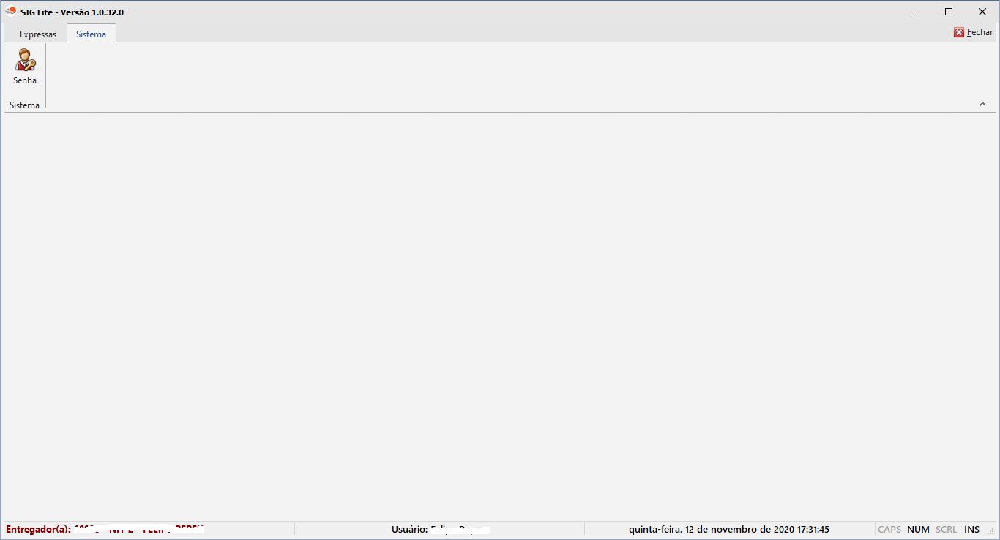 SIG Lite - Versão 1.0.32.0
Expressas Sistema Fechar
Senha
Sistema
Entregador(a): Usuário: quinta-feira, 12 de novembro de 2020 17:31:45 CAPS NUM SCRL INS